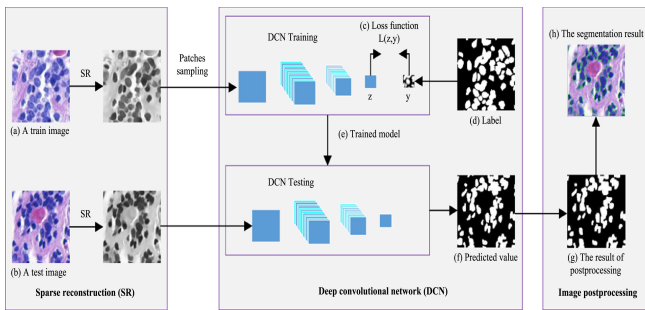 SR
(a) A train image
SR
(b) A test image
Sparse reconstruction (SR)
Patches
sampling
DCN Training
(c) Loss function
L(z,y)
z
y
(d) Label
(e) Trained model
DCN Testing
(f) Predicted value
Deep convolutional network (DCN)
(h) The segmentation result
(g) The result of
postprocessing
Image postprocessing